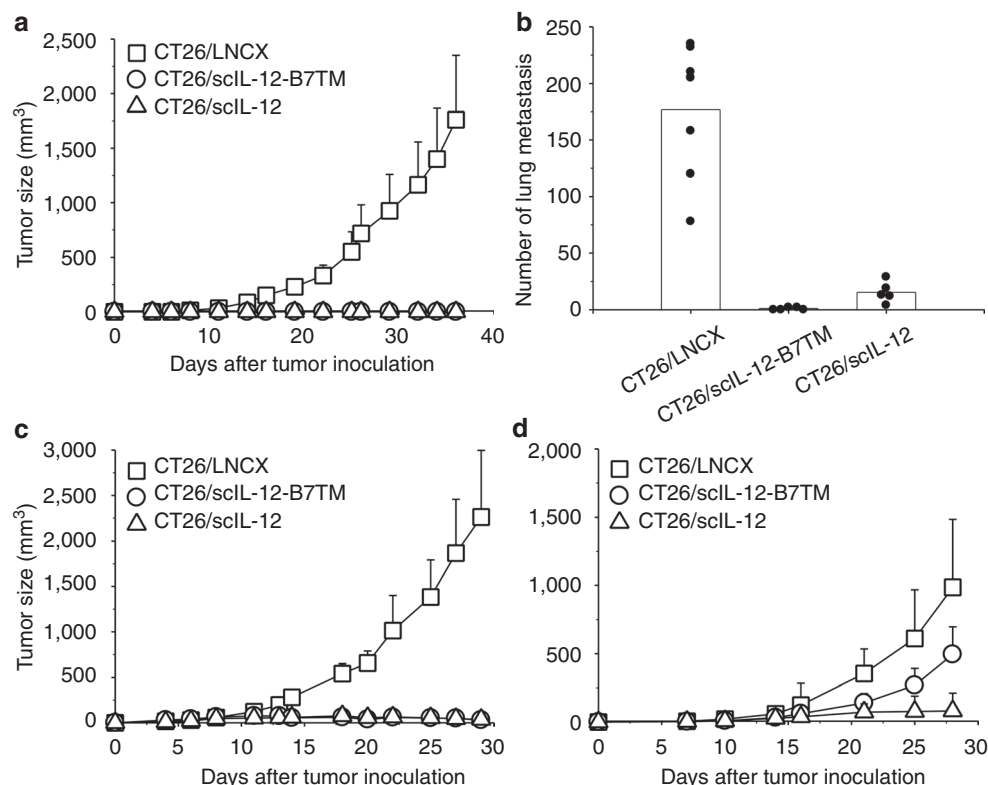 a
2,500
2,000
1,500
1,000
500
0
Tumor size (mm³)
CT26/LNCX
CT26/scIL-12-B7TM
CT26/scIL-12
0 10 20 30 40
Days after tumor inoculation
b
250
200
150
100
50
0
Number of lung metastasis
CT26/LNCX
CT26/scIL-12-B7TM
CT26/scIL-12
c
3,000
2,500
2,000
1,500
1,000
500
0
Tumor size (mm³)
CT26/LNCX
CT26/scIL-12-B7TM
CT26/scIL-12
0 5 10 15 20 25 30
Days after tumor inoculation
d
2,000
1,500
1,000
500
0
CT26/LNCX
CT26/scIL-12-B7TM
CT26/scIL-12
0 5 10 15 21 25 30
Days after tumor inoculation